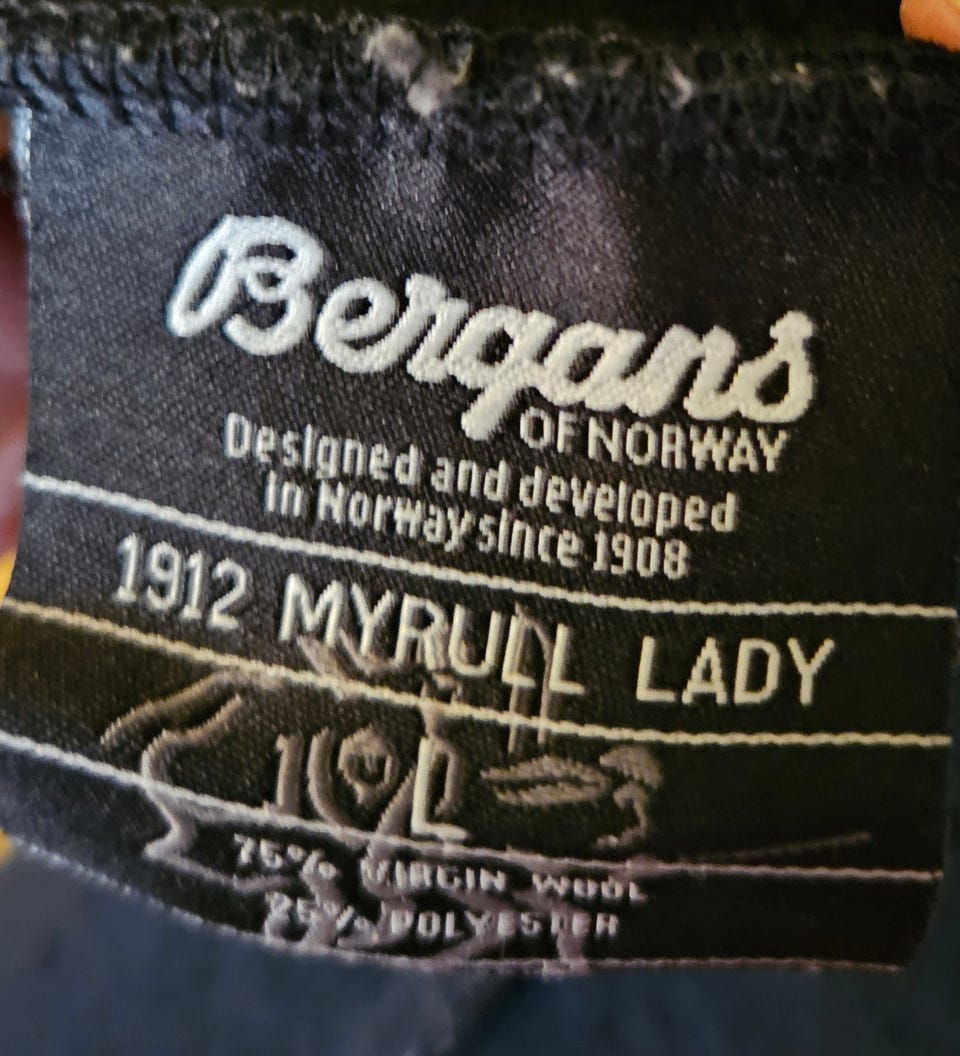 Bergans
OF NORWAY
Designed and developed
in Norway since 1908
1912 MYRULL LADY
L
75% VIRGIN WOOL
25% POLYESTER